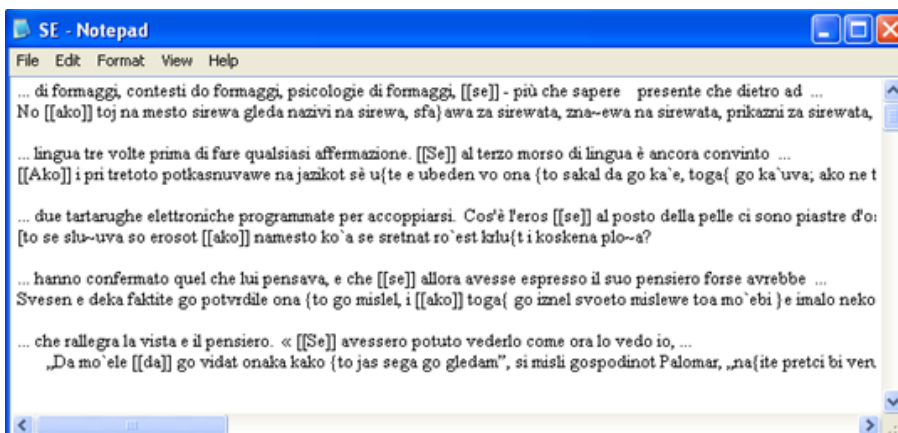 SE - Notepad
File Edit Format View Help
... di formaggi, contesti do formaggi, psicologie di formaggi, [[se]] - più che sapere presente che dietro ad ...
No [[ako]] toj na mesto sirewa gleda nazivi na sirewa, sfa}awa za sirewata, zna~ewa na sirewata, prikazni za sirewata,
... lingua tre volte prima di fare qualsiasi affermazione. [[Se]] al terzo morso di lingua è ancora convinto ...
[[Ako]] i pri tretoto potkasnuvawe na jazikot sè u{te e ubeden vo ona {to sakal da go ka`e, toga{ go ka`uva; ako ne t
... due tartarughe elettroniche programmate per accoppiarsi. Cos'è l'eros [[se]] al posto della pelle ci sono piastre d'o
[to se slu~uva so erosot [[ako]] namesto ko`a se sretnat ro`est krlu{t i koskena plo~a?
... hanno confermato quel che lui pensava, e che [[se]] allora avesse espresso il suo pensiero forse avrebbe ...
Svesen e deka faktite go potvrdile ona {to go mislel, i [[ako]] toga{ go iznel svoeto mislewe toa mo`ebi }e imalo neko
... che rallegra la vista e il pensiero. « [[Se]] avessero potuto vederlo come ora lo vedo io, ...
„Da mo`ele [[da]] go vidat onaka kako {to jas sega go gledam”, si misli gospodinot Palomar, „na{ite pretci bi